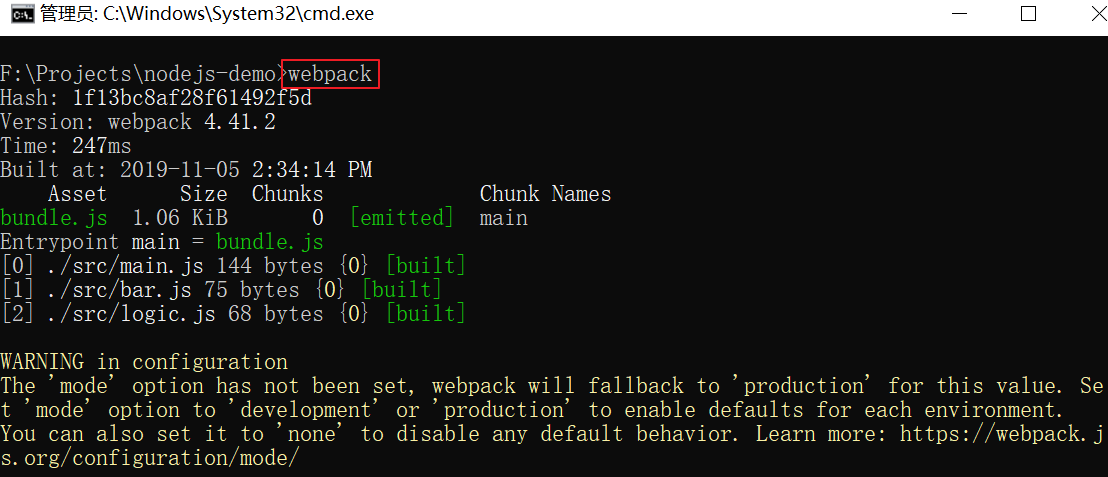 管理员: C:\Windows\System32\cmd.exe
F:\Projects\nodejs-demo>webpack
Hash: 1f13bc8af28f61492f5d
Version: webpack 4.41.2
Time: 247ms
Built at: 2019-11-05 2:34:14 PM
    Asset      Size  Chunks             Chunk Names
bundle.js  1.06 KiB       0  [emitted]  main
Entrypoint main = bundle.js
[0] ./src/main.js 144 bytes {0} [built]
[1] ./src/bar.js 75 bytes {0} [built]
[2] ./src/logic.js 68 bytes {0} [built]
WARNING in configuration
The 'mode' option has not been set, webpack will fallback to 'production' for this value. Se
t 'mode' option to 'development' or 'production' to enable defaults for each environment.
You can also set it to 'none' to disable any default behavior. Learn more: https://webpack.j
s.org/configuration/mode/